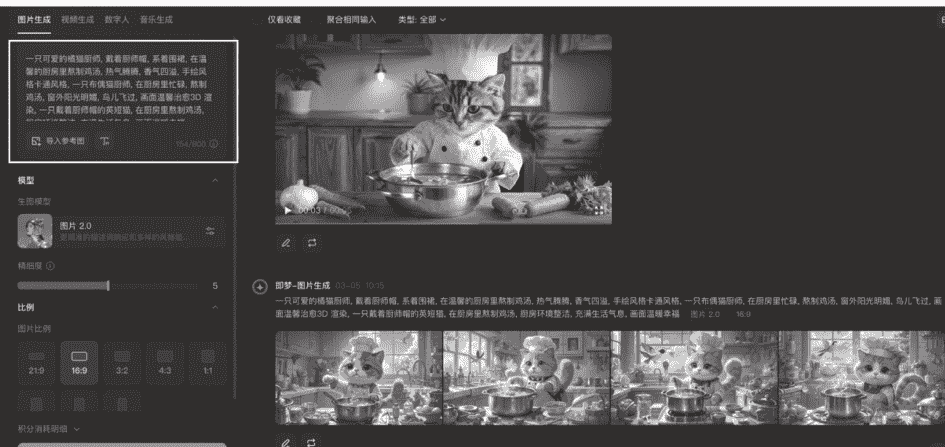 图片生成 视频生成 数字人 音乐生成
仅看收藏 聚合相同输入 类型: 全部
一只可爱的橘猫厨师, 戴着厨师帽, 系着围裙, 在温
馨的厨房里熬制鸡汤, 热气腾腾, 香气四溢, 手绘风
格卡通风格, 一只布偶猫厨师, 在厨房里忙碌, 熬制
鸡汤, 窗外阳光明媚, 鸟儿飞过, 画面温馨治愈3D 渲
染, 一只戴着厨师帽的英短猫, 在厨房里熬制鸡汤,
导入参考图
154/800
模型
生图模型
图片 2.0
精细度
5
比例
图片比例
21:9 16:9 3:2 4:3 1:1
积分消耗明细
00:03
即梦-图片生成 03-05 10:15
一只可爱的橘猫厨师, 戴着厨师帽, 系着围裙, 在温馨的厨房里熬制鸡汤, 热气腾腾, 香气四溢, 手绘风格卡通风格, 一只布偶猫厨师, 在厨房里忙碌, 熬制鸡汤, 窗外阳光明媚, 鸟儿飞过, 画
面温馨治愈3D渲染, 一只戴着厨师帽的英短猫, 在厨房里熬制鸡汤, 厨房环境整洁, 充满生活气息, 画面温暖幸福 图片 2.0 16:9